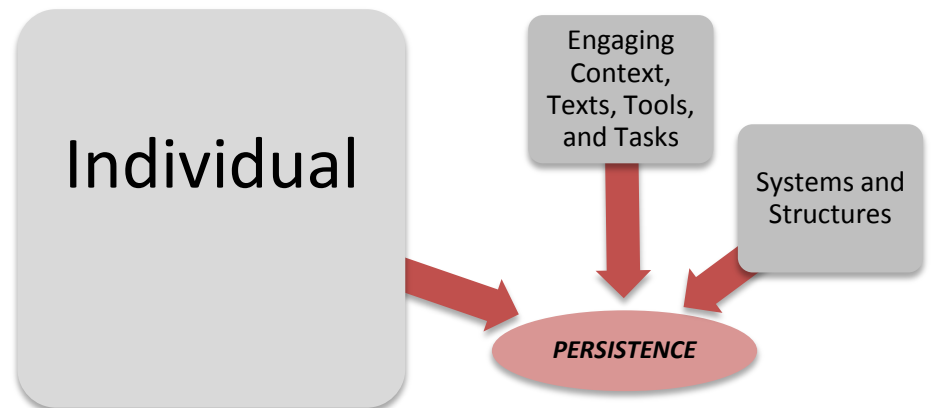 Individual
Engaging
Context,
Texts, Tools,
and Tasks
Systems and
Structures
PERSISTENCE